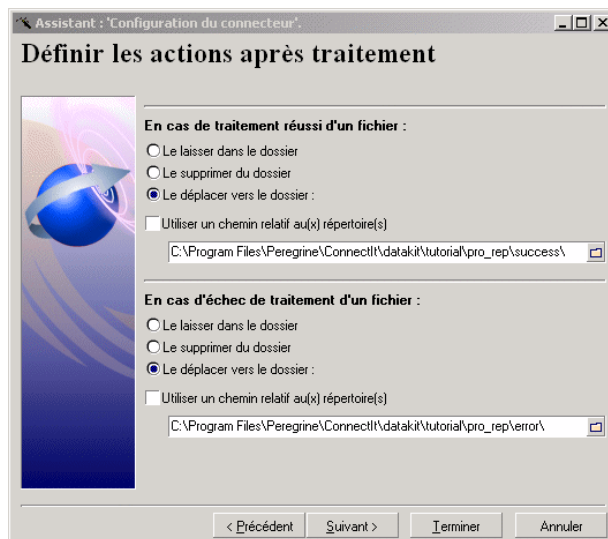 Assistant : 'Configuration du connecteur'.
Définir les actions après traitement
En cas de traitement réussi d'un fichier :
Le laisser dans le dossier
Le supprimer du dossier
Le déplacer vers le dossier :
Utiliser un chemin relatif au(x) répertoire(s)
C:\Program Files\Peregrine\ConnectIt\datakit\tutorial\pro_rep\success\
En cas d'échec de traitement d'un fichier :
Le laisser dans le dossier
Le supprimer du dossier
Le déplacer vers le dossier :
Utiliser un chemin relatif au(x) répertoire(s)
C:\Program Files\Peregrine\ConnectIt\datakit\tutorial\pro_rep\error\
< Précédent Suivant > Terminer Annuler